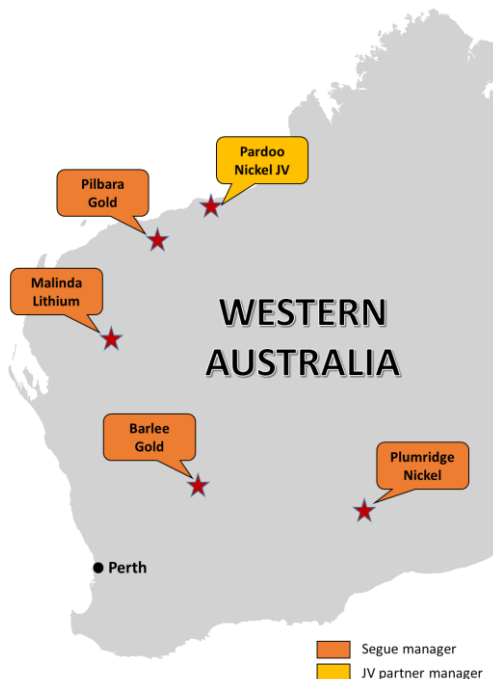 Pardoo
Nickel JV
Pilbara
Gold
Malinda
Lithium
WESTERN
AUSTRALIA
Barlee
Gold
Plumridge
Nickel
Perth
Segue manager
JV partner manager